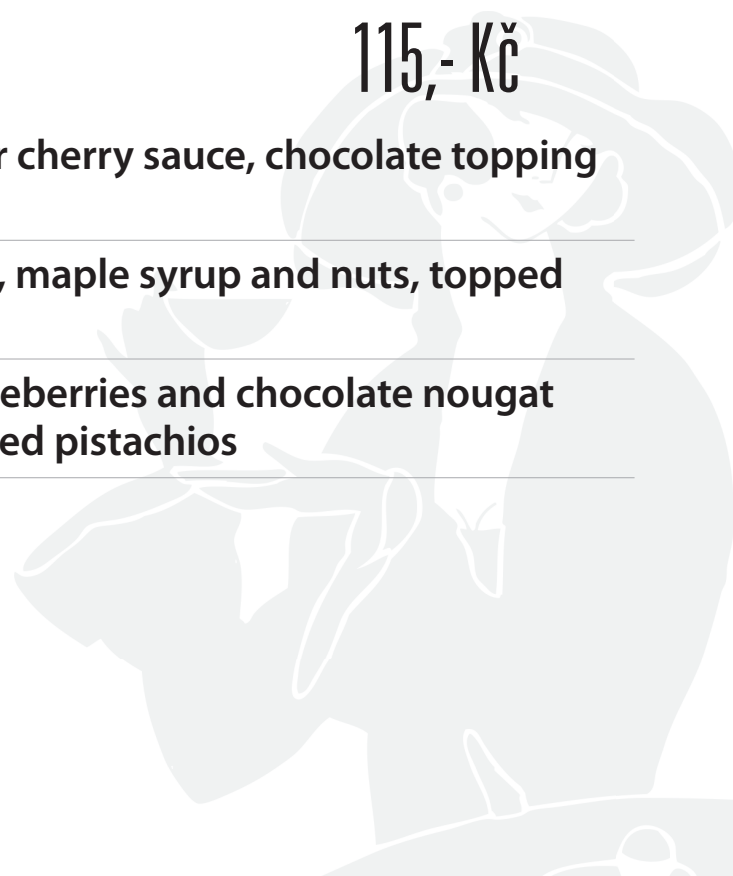 115,- Kč
r cherry sauce, chocolate topping
, maple syrup and nuts, topped
eberries and chocolate nougat
ed pistachios